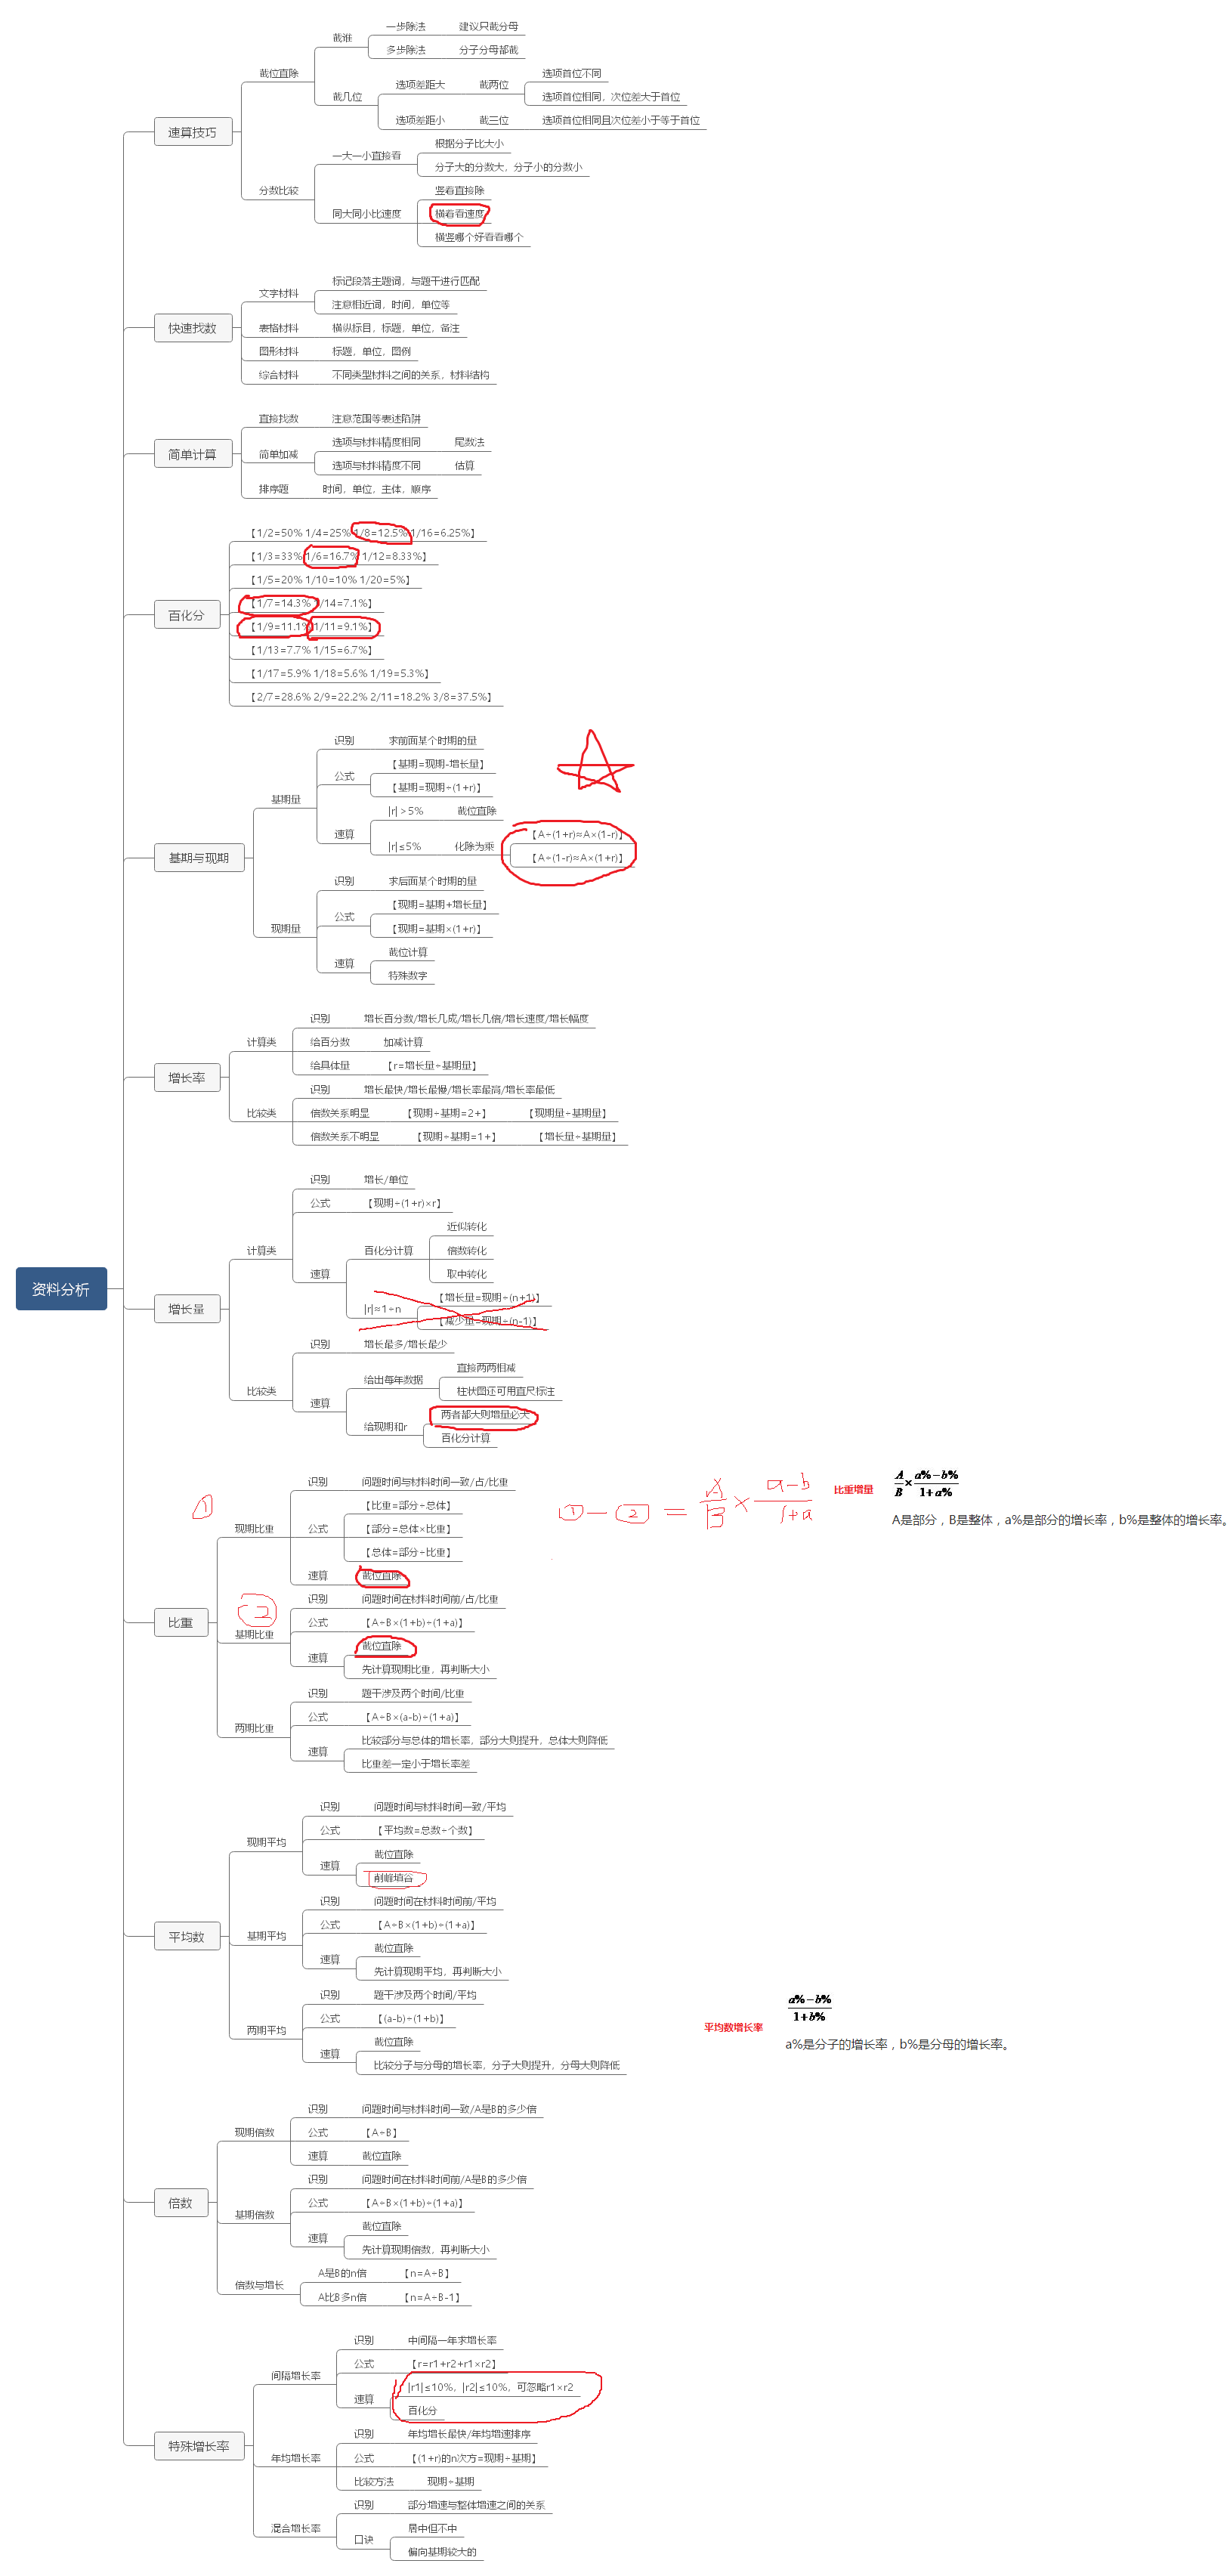 资料分析
速算技巧
截位直除
截谁
一步除法 建议只截分母
多步除法 分子分母都截
截几位
选项差距大 截两位
选项首位不同
选项首位相同，次位差大于首位
选项差距小 截三位 选项首位相同且次位差小于等于首位
分数比较
一大一小直接看
根据分子比大小
分子大的分数大，分子小的分数小
同大同小比速度
竖着直接除
横着看速度
横竖哪个好看看哪个
快速找数
文字材料
标记段落主题词，与题干进行匹配
注意相近词，时间，单位等
表格材料 横纵标目，标题，单位，备注
图形材料 标题，单位，图例
综合材料 不同类型材料之间的关系，材料结构
简单计算
直接找数 注意范围等表述陷阱
简单加减
选项与材料精度相同 尾数法
选项与材料精度不同 估算
排序题 时间，单位，主体，顺序
百化分
【1/2=50% 1/4=25% 1/8=12.5% 1/16=6.25%】
【1/3=33% 1/6=16.7% 1/12=8.33%】
【1/5=20% 1/10=10% 1/20=5%】
【1/7=14.3% 1/14=7.1%】
【1/9=11.1% 1/11=9.1%】
【1/13=7.7% 1/15=6.7%】
【1/17=5.9% 1/18=5.6% 1/19=5.3%】
【2/7=28.6% 2/9=22.2% 2/11=18.2% 3/8=37.5%】
基期与现期
基期量
识别 求前面某个时期的量
公式
【基期=现期-增长量】
【基期=现期÷(1+r)】
速算
|r|>5% 截位直除
|r|≤5% 化除为乘
【A÷(1+r)≈A×(1-r)】
【A÷(1-r)≈A×(1+r)】
现期量
识别 求后面某个时期的量
公式
【现期=基期+增长量】
【现期=基期×(1+r)】
速算
截位计算
特殊数字
增长率
计算类
识别 增长百分数/增长几成/增长几倍/增长速度/增长幅度
给百分数 加减计算
给具体量 【r=增长量÷基期量】
比较类
识别 增长最快/增长最慢/增长率最高/增长率最低
倍数关系明显 【现期÷基期=2+】 【现期量÷基期量】
倍数关系不明显 【现期÷基期=1+】 【增长量÷基期量】
增长量
计算类
识别 增长/单位
公式 【现期÷(1+r)×r】
速算
百化分计算
近似转化
倍数转化
取中转化
|r|≈1÷n
【增长量=现期÷(n+1)】
【减少量=现期÷(n-1)】
比较类
识别 增长最多/增长最少
速算
给出每年数据
直接两两相减
柱状图还可用直尺标注
给现期和r
两者都大则增量必大
百化分计算
比重
①
现期比重
识别 问题时间与材料时间一致/占/比重
公式
【比重=部分÷总体】
【部分=总体×比重】
【总体=部分÷比重】
速算 截位直除
①-②=A/B×(a-b)/(1+a)
比重增量
A/B×(a%-b%)/(1+a%)
A是部分，B是整体，a%是部分的增长率，b%是整体的增长率。
②
基期比重
识别 问题时间在材料时间前/占/比重
公式 【A÷B×(1+b)÷(1+a)】
速算
截位直除
先计算现期比重，再判断大小
两期比重
识别 题干涉及两个时间/比重
公式 【A÷B×(a-b)÷(1+a)】
速算
比较部分与总体的增长率，部分大则提升，总体大则降低
比重差一定小于增长率差
平均数
现期平均
识别 问题时间与材料时间一致/平均
公式 【平均数=总数÷个数】
速算
截位直除
削峰填谷
基期平均
识别 问题时间在材料时间前/平均
公式 【A÷B×(1+b)÷(1+a)】
速算
截位直除
先计算现期平均，再判断大小
两期平均
识别 题干涉及两个时间/平均
公式 【(a-b)÷(1+b)】
速算
截位直除
比较分子与分母的增长率，分子大则提升，分母大则降低
平均数增长率
(a%-b%)/(1+b%)
a%是分子的增长率，b%是分母的增长率。
倍数
现期倍数
识别 问题时间与材料时间一致/A是B的多少倍
公式 【A÷B】
速算 截位直除
基期倍数
识别 问题时间在材料时间前/A是B的多少倍
公式 【A÷B×(1+b)÷(1+a)】
速算
截位直除
先计算现期倍数，再判断大小
倍数与增长
A是B的n倍 【n=A÷B】
A比B多n倍 【n=A÷B-1】
特殊增长率
间隔增长率
识别 中间隔一年求增长率
公式 【r=r1+r2+r1×r2】
速算
|r1|≤10%，|r2|≤10%，可忽略r1×r2
百化分
年均增长率
识别 年均增长最快/年均增速排序
公式 【(1+r)的n次方=现期÷基期】
比较方法 现期÷基期
混合增长率
识别 部分增速与整体增速之间的关系
口诀
居中但不中
偏向基期较大的